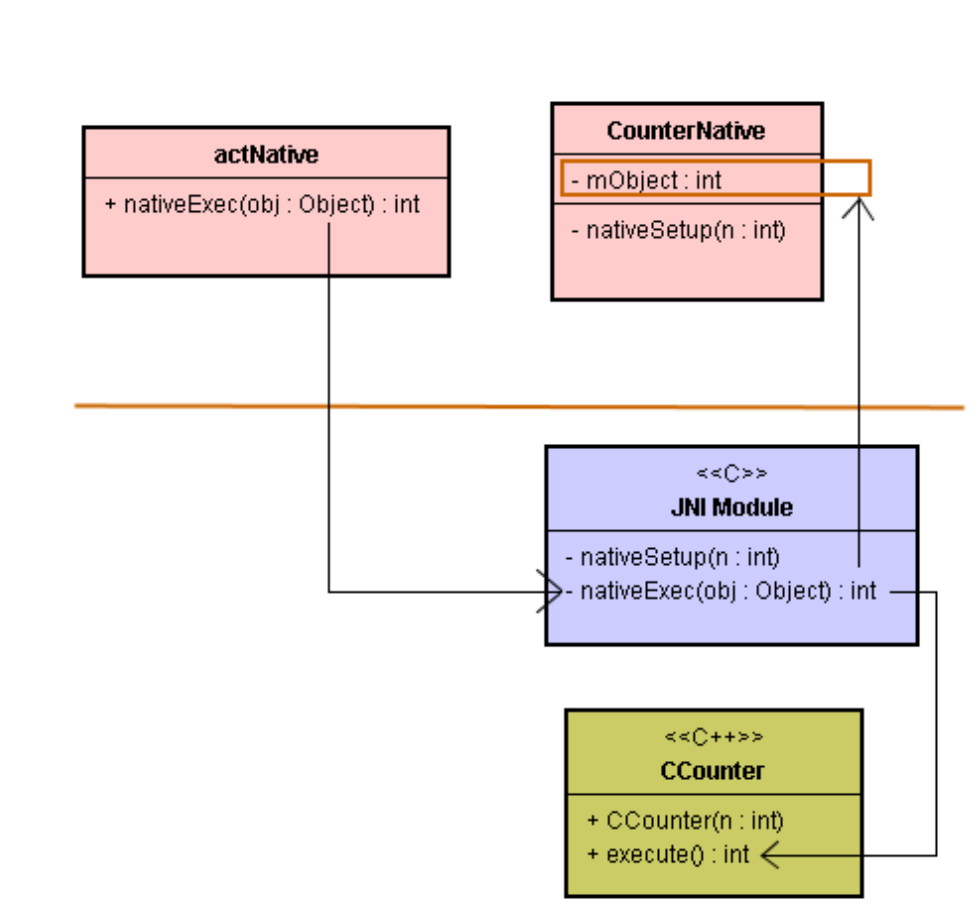 actNative
+ nativeExec(obj : Object) : int
CounterNative
- mObject : int
- nativeSetup(n : int)
<<C>>
JNI Module
- nativeSetup(n : int)
- nativeExec(obj : Object) : int
<<C++>>
CCounter
+ CCounter(n : int)
+ execute() : int